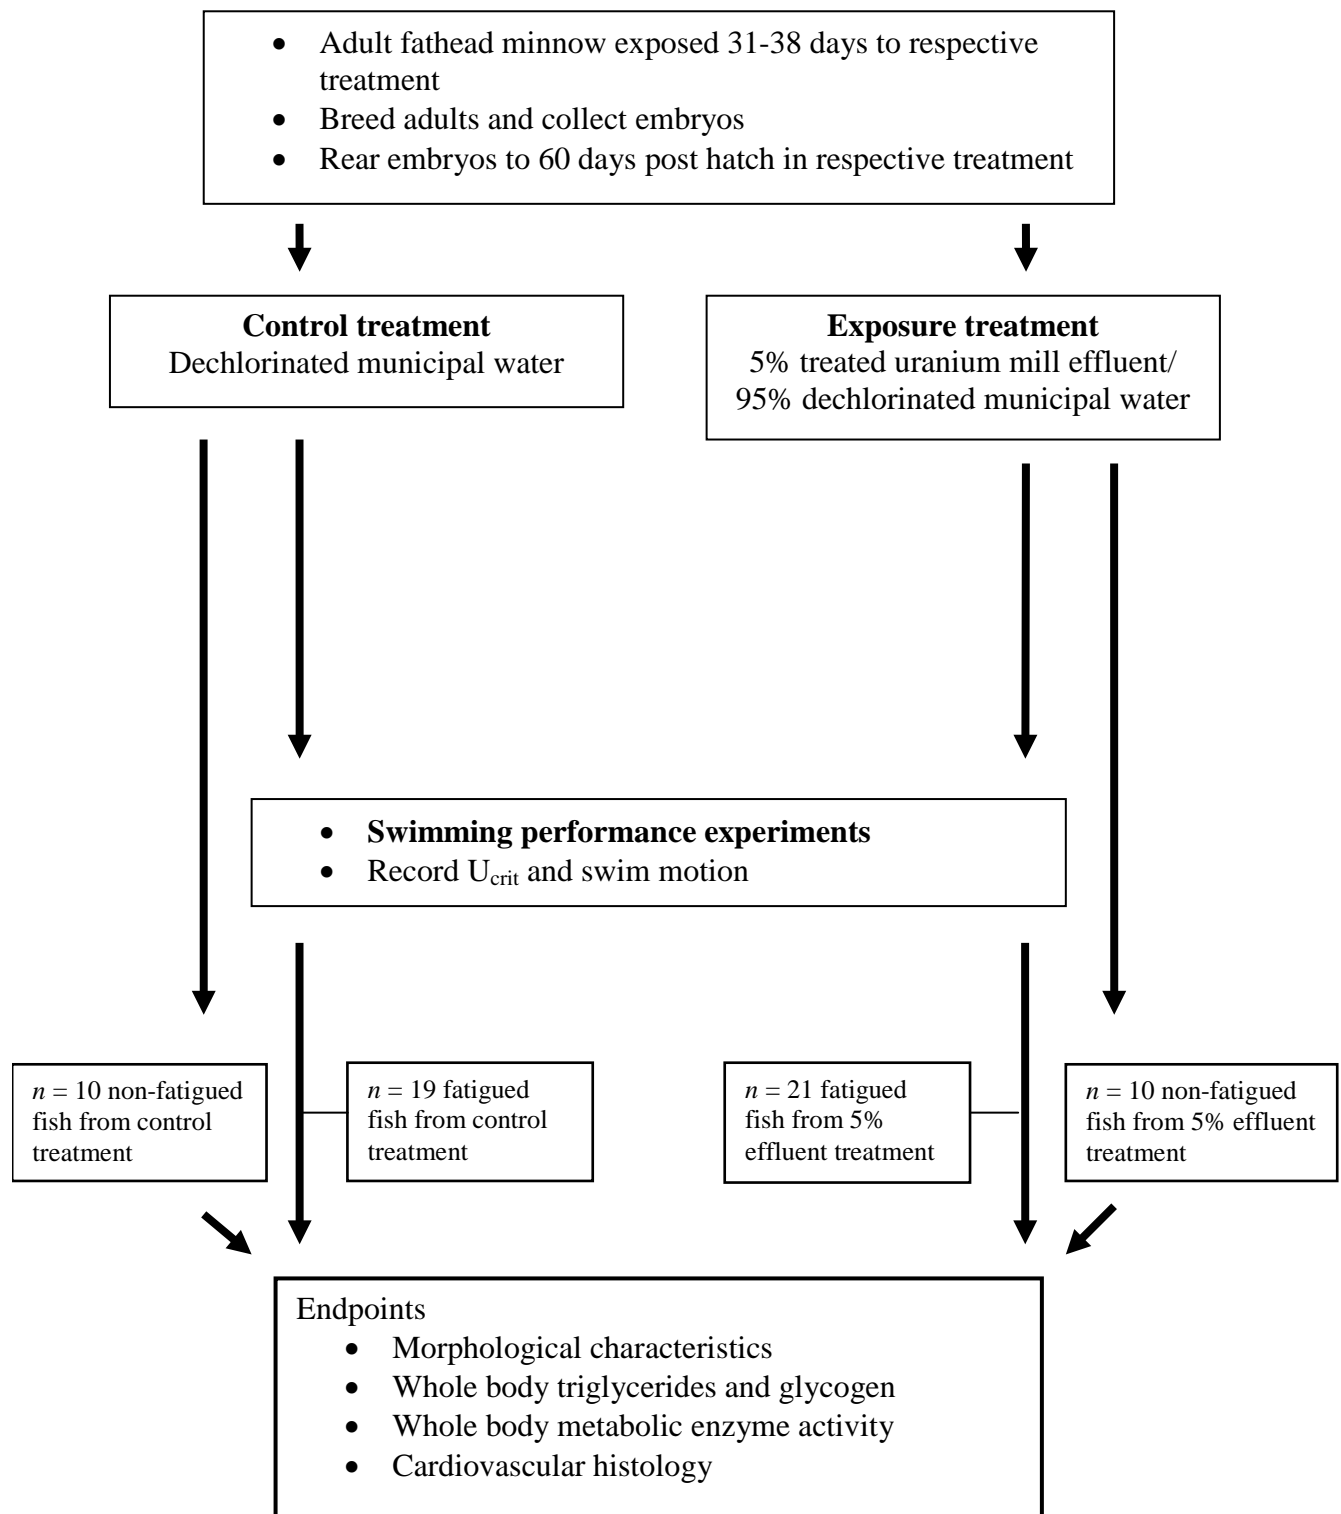 • Adult fathead minnow exposed 31-38 days to respective
treatment
• Breed adults and collect embryos
• Rear embryos to 60 days post hatch in respective treatment
Control treatment
Dechlorinated municipal water
Exposure treatment
5% treated uranium mill effluent/
95% dechlorinated municipal water
• Swimming performance experiments
• Record Ucrit and swim motion
n = 10 non-fatigued
fish from control
treatment
n = 19 fatigued
fish from control
treatment
n = 21 fatigued
fish from 5%
effluent treatment
n = 10 non-fatigued
fish from 5% effluent
treatment
Endpoints
• Morphological characteristics
• Whole body triglycerides and glycogen
• Whole body metabolic enzyme activity
• Cardiovascular histology